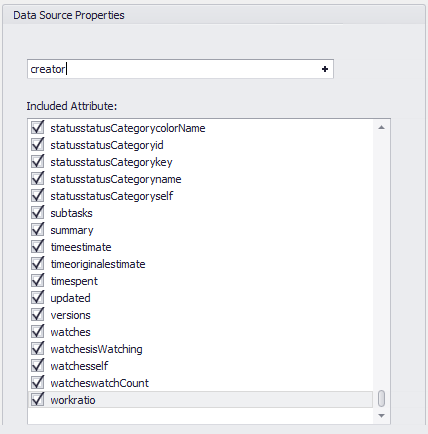 Data Source Properties
creator
Included Attribute:
statusstatusCategorycolorName
statusstatusCategoryid
statusstatusCategorykey
statusstatusCategoryname
statusstatusCategoryself
subtasks
summary
timeestimate
timeoriginalestimate
timespent
updated
versions
watches
watchesisWatching
watchesself
watcheswatchCount
workratio